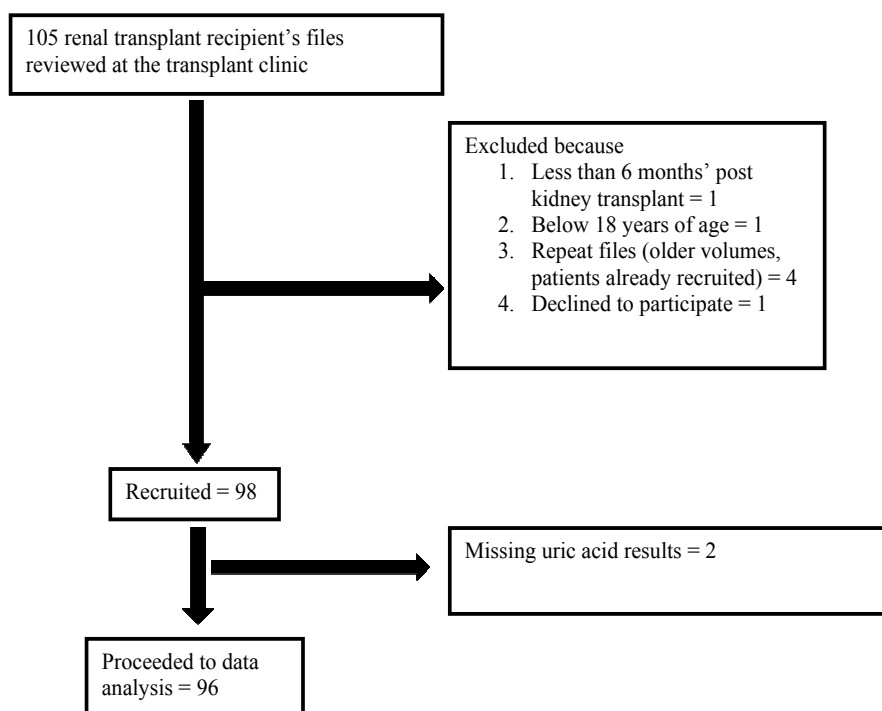 105 renal transplant recipient’s files
reviewed at the transplant clinic
Excluded because
1. Less than 6 months’ post
kidney transplant = 1
2. Below 18 years of age = 1
3. Repeat files (older volumes,
patients already recruited) = 4
4. Declined to participate = 1
Recruited = 98
Missing uric acid results = 2
Proceeded to data
analysis = 96